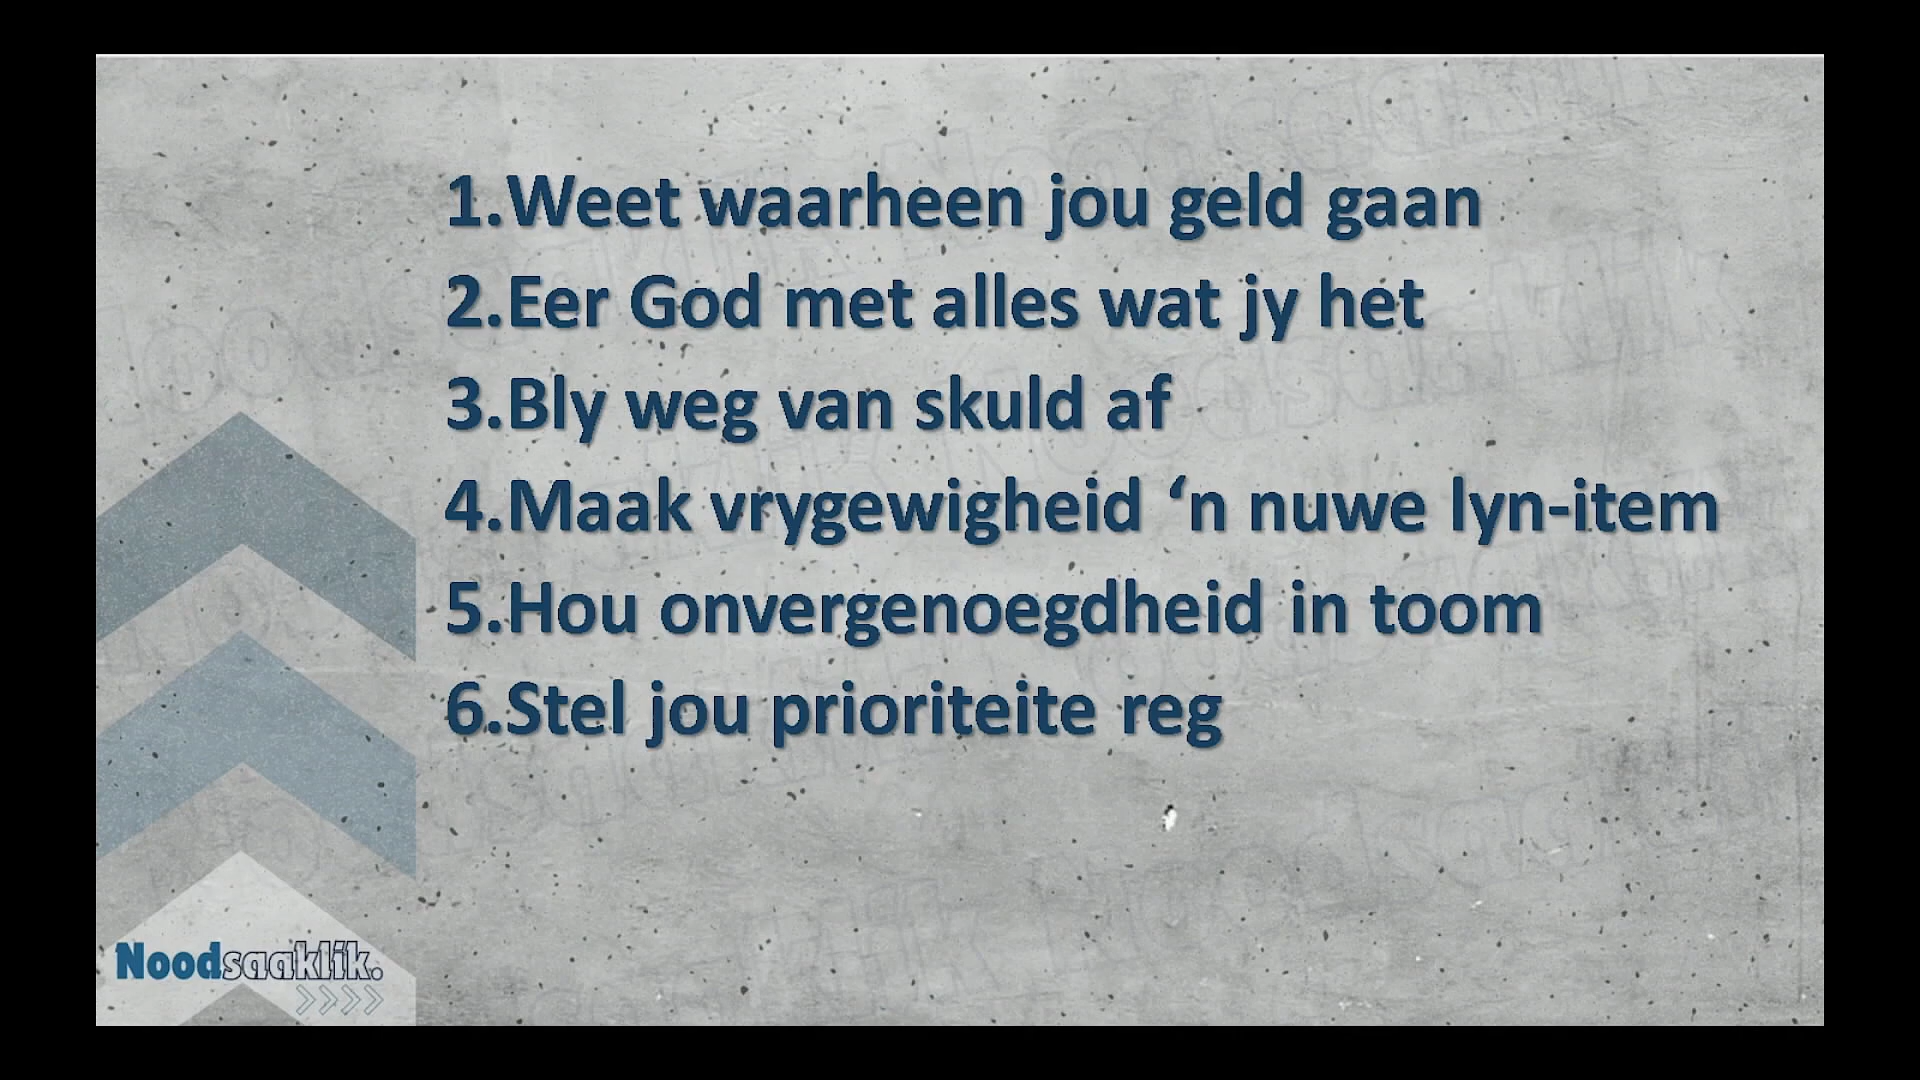 1.Weet waarheen jou geld gaan
2.Eer God met alles wat jy het
3.Bly weg van skuld af
4.Maak vrygewigheid ‘n nuwe lyn-item
5.Hou onvergenoegdheid in toom
6.Stel jou prioriteite reg
Noodsaaklik.